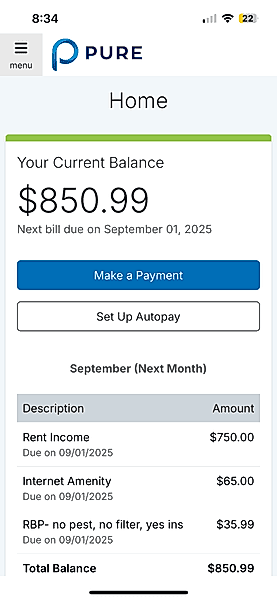 8:34
22
menu
PURE
Home
Your Current Balance
$850.99
Next bill due on September 01, 2025
Make a Payment
Set Up Autopay
September (Next Month)
Description Amount
Rent Income $750.00
Due on 09/01/2025
Internet Amenity $65.00
Due on 09/01/2025
RBP- no pest, no filter, yes ins $35.99
Due on 09/01/2025
Total Balance $850.99